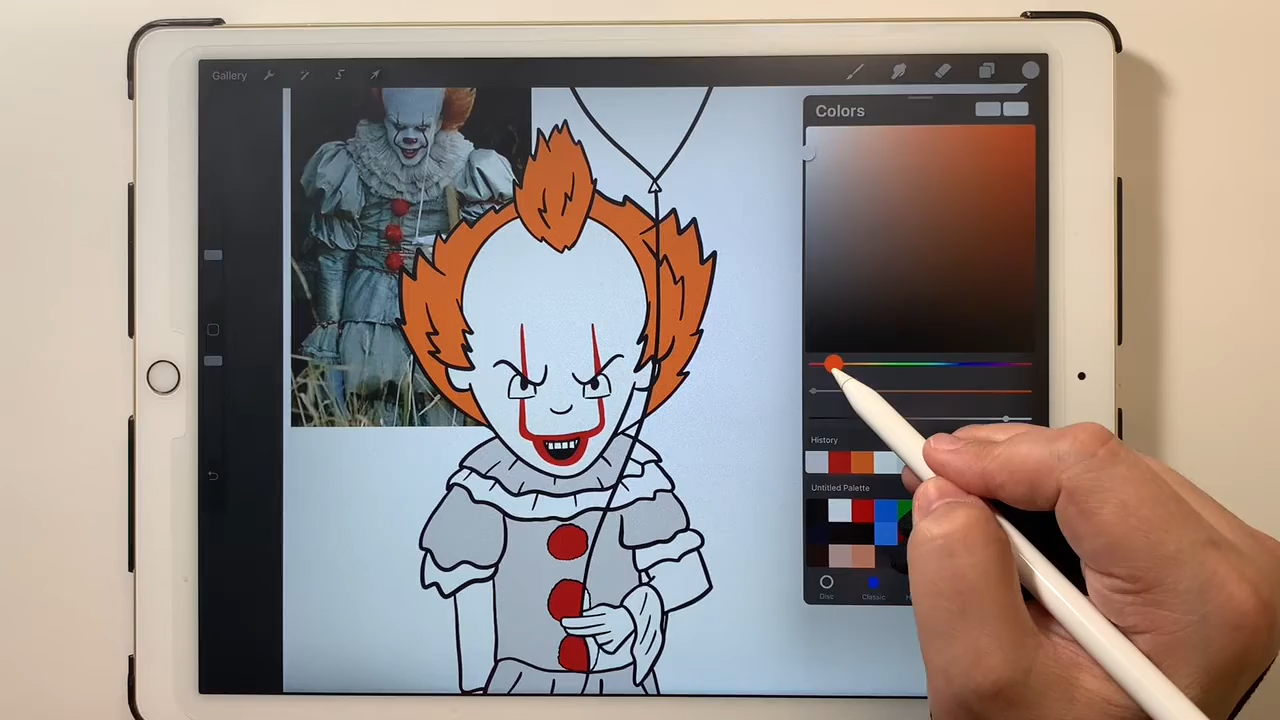 Gallery
Colors
History
Untitled Palette
Disc
Classic